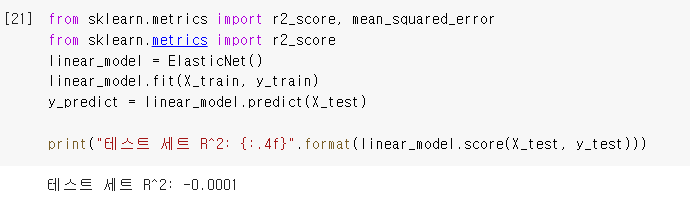 [21] from sklearn.metrics import r2_score, mean_squared_error
from sklearn.metrics import r2_score
linear_model = ElasticNet()
linear_model.fit(X_train, y_train)
y_predict = linear_model.predict(X_test)
print("테스트 세트 R^2: {:.4f}".format(linear_model.score(X_test, y_test)))
테스트 세트 R^2: -0.0001